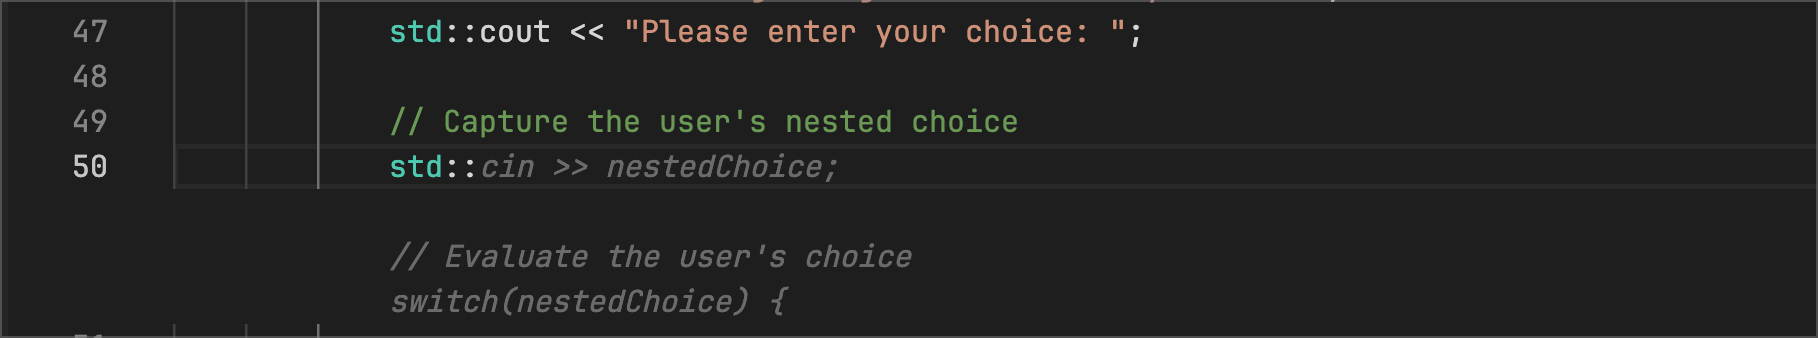 47 std::cout << "Please enter your choice: ";
48
49 // Capture the user's nested choice
50 std::cin >> nestedChoice;
// Evaluate the user's choice
switch(nestedChoice) {